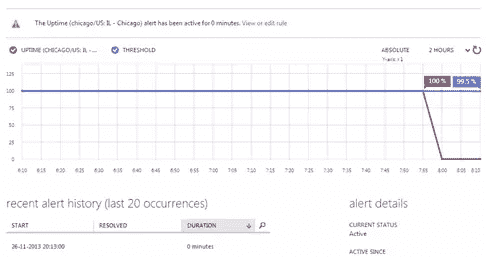 The Uptime (chicago/US: IL - Chicago) alert has been active for 0 minutes. View or edit rule
UPTIME (CHICAGO/US: IL - ... THRESHOLD ABSOLUTE 2 HOURS
100 % 99.5 %
125
100
75
50
25
0
6:10 6:15 6:20 6:25 6:30 6:35 6:40 6:45 6:50 6:55 7:00 7:05 7:10 7:15 7:20 7:25 7:30 7:35 7:40 7:45 7:50 7:55 8:00 8:05 8:10
recent alert history (last 20 occurrences) alert details
START RESOLVED DURATION
CURRENT STATUS
Active
26-11-2013 20:13:00 0 minutes
ACTIVE SINCE